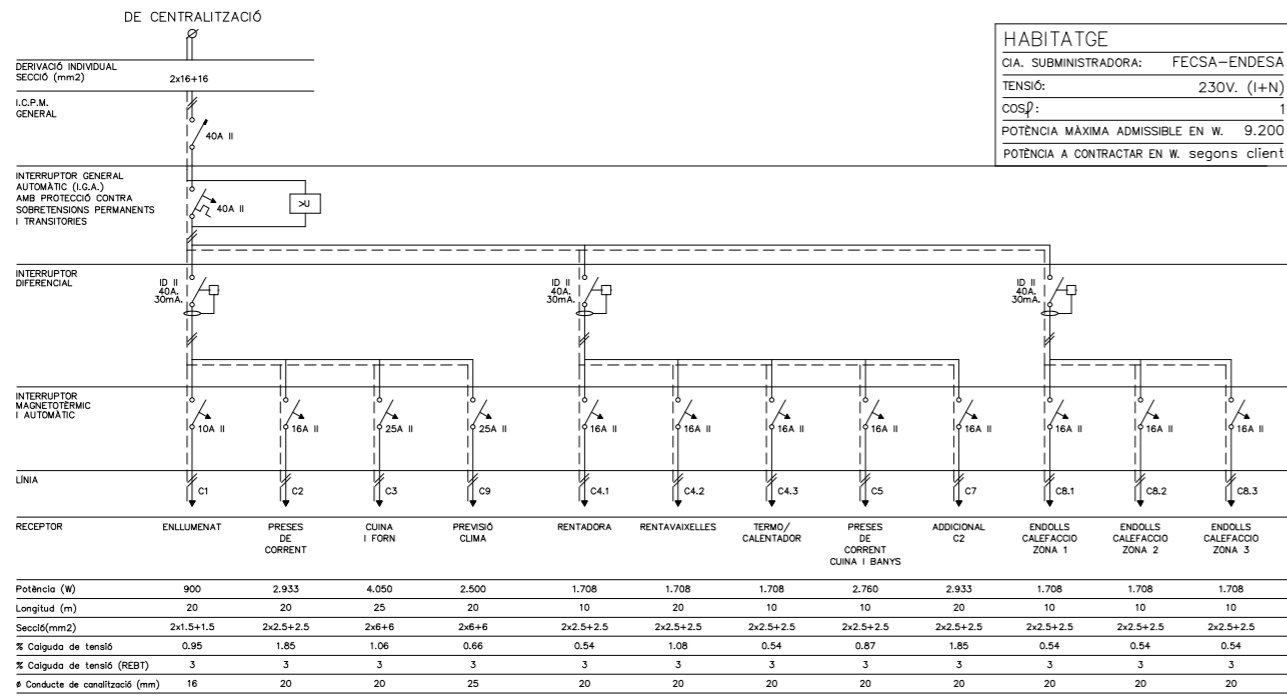 DE CENTRALITZACIÓ
HABITATGE
CIA. SUBMINISTRADORA: FECSA-ENDESA
TENSIÓ: 230V. (I+N)
COSφ: 1
POTÈNCIA MÀXIMA ADMISSIBLE EN W. 9.200
POTÈNCIA A CONTRACTAR EN W. segons client
DERIVACIÓ INDIVIDUAL
SECCIÓ (mm2) 2x16+16
I.C.P.M.
GENERAL
40A II
INTERRUPTOR GENERAL
AUTOMÀTIC (I.G.A.)
AMB PROTECCIÓ CONTRA
SOBRETENSIONS PERMANENTS
I TRANSITORIES
40A II
>U
INTERRUPTOR
DIFERENCIAL
ID II
40A.
30mA.
ID II
40A.
30mA.
ID II
40A.
30mA.
INTERRUPTOR
MAGNETOTÈRMIC
I AUTOMÀTIC
10A II 16A II 25A II 25A II 16A II 16A II 16A II 16A II 16A II 16A II 16A II 16A II
LÍNIA C1 C2 C3 C9 C4.1 C4.2 C4.3 C5 C7 C8.1 C8.2 C8.3
RECEPTOR
ENLLUMENAT
PRESES
DE
CORRENT
CUINA
I FORN
PREVISIÓ
CLIMA
RENTADORA
RENTAVAIXELLES
TERMO/
CALENTADOR
PRESES
DE
CORRENT
CUINA I BANYS
ADDICIONAL
C2
ENDOLLS
CALEFACCIO
ZONA 1
ENDOLLS
CALEFACCIO
ZONA 2
ENDOLLS
CALEFACCIO
ZONA 3
Potència (W) 900 2.933 4.050 2.500 1.708 1.708 1.708 2.760 2.933 1.708 1.708 1.708
Longitud (m) 20 20 25 20 10 20 10 10 20 10 10 10
Secció(mm2) 2x1.5+1.5 2x2.5+2.5 2x6+6 2x6+6 2x2.5+2.5 2x2.5+2.5 2x2.5+2.5 2x2.5+2.5 2x2.5+2.5 2x2.5+2.5 2x2.5+2.5 2x2.5+2.5
% Caiguda de tensió 0.95 1.85 1.06 0.66 0.54 1.08 0.54 0.87 1.85 0.54 0.54 0.54
% Caiguda de tensió (REBT) 3 3 3 3 3 3 3 3 3 3 3 3
ø Conducte de canalització (mm) 16 20 20 25 20 20 20 20 20 20 20 20